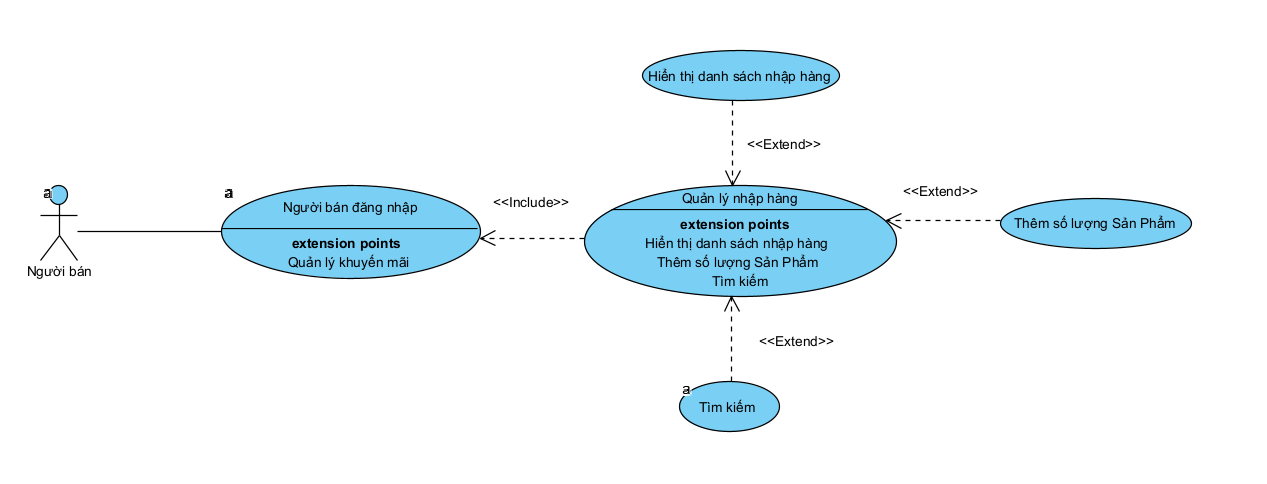 Hiển thị danh sách nhập hàng
<<Extend>>
a
Người bán
a
Người bán đăng nhập
extension points
Quản lý khuyến mãi
<<Include>>
Quản lý nhập hàng
extension points
Hiển thị danh sách nhập hàng
Thêm số lượng Sản Phẩm
Tìm kiếm
<<Extend>>
Thêm số lượng Sản Phẩm
<<Extend>>
a
Tìm kiếm